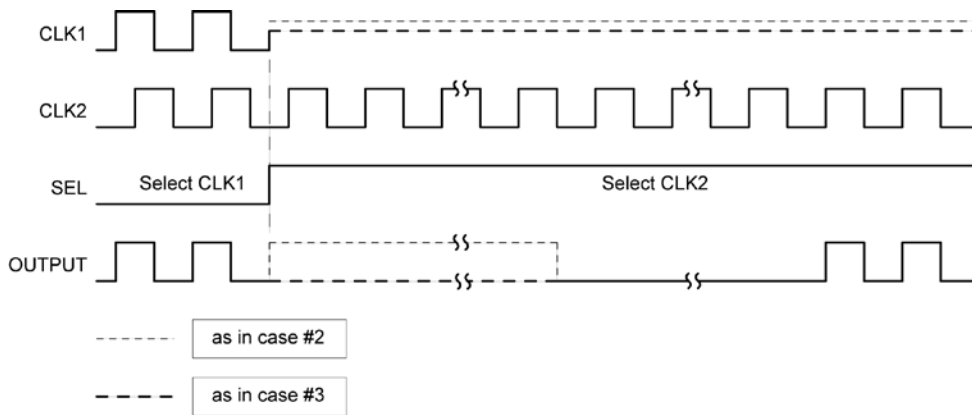 CLK1
CLK2
SEL
Select CLK1
Select CLK2
OUTPUT
as in case #2
as in case #3